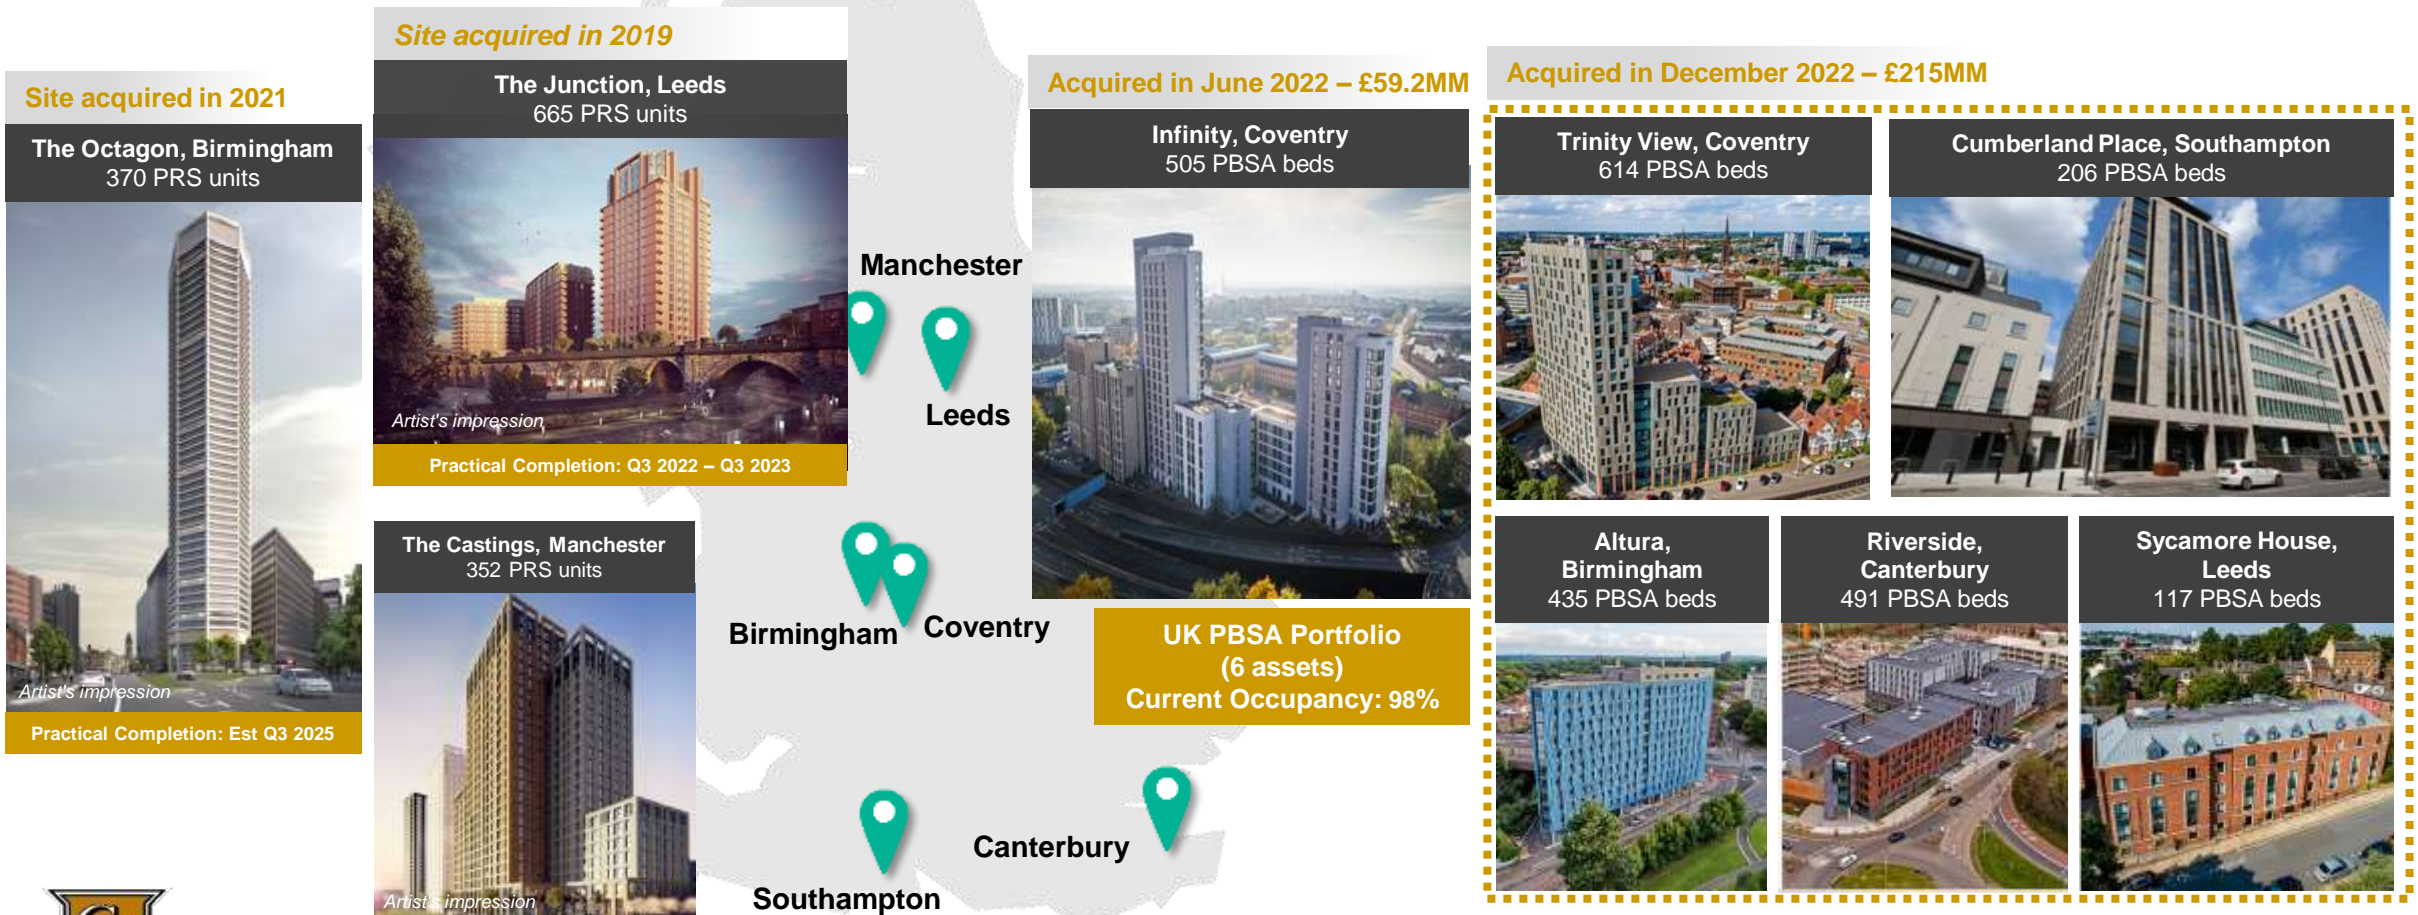 Site acquired in 2021
The Octagon, Birmingham
370 PRS units
Artist's impression
Practical Completion: Est Q3 2025
Site acquired in 2019
The Junction, Leeds
665 PRS units
Artist's impression
Practical Completion: Q3 2022 – Q3 2023
The Castings, Manchester
352 PRS units
Artist's impression
Manchester
Leeds
Birmingham
Coventry
Canterbury
Southampton
Acquired in June 2022 – £59.2MM
Infinity, Coventry
505 PBSA beds
UK PBSA Portfolio
(6 assets)
Current Occupancy: 98%
Acquired in December 2022 – £215MM
Trinity View, Coventry
614 PBSA beds
Cumberland Place, Southampton
206 PBSA beds
Altura,
Birmingham
435 PBSA beds
Riverside,
Canterbury
491 PBSA beds
Sycamore House,
Leeds
117 PBSA beds